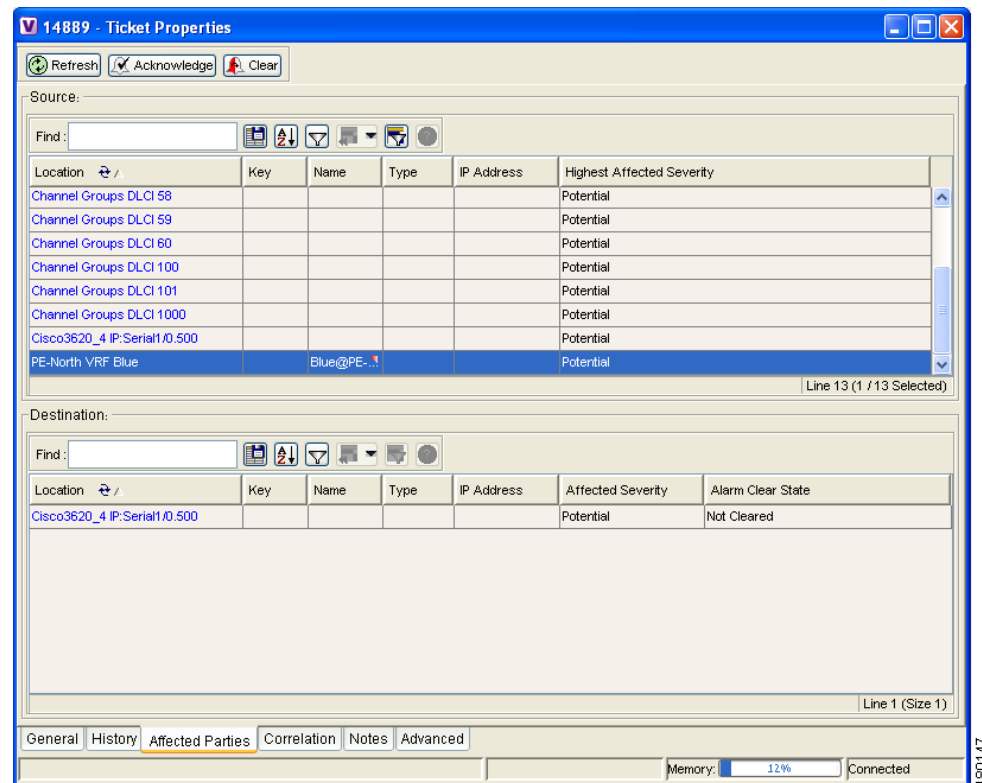 14889 - Ticket Properties
Refresh Acknowledge Clear
Source:
Find :
Location Key Name Type IP Address Highest Affected Severity
Channel Groups DLCI 58 Potential
Channel Groups DLCI 59 Potential
Channel Groups DLCI 60 Potential
Channel Groups DLCI 100 Potential
Channel Groups DLCI 101 Potential
Channel Groups DLCI 1000 Potential
Cisco3620_4 IP:Serial1/0.500 Potential
PE-North VRF Blue Blue@PE-... Potential
Line 13 (1 / 13 Selected)
Destination:
Find :
Location Key Name Type IP Address Affected Severity Alarm Clear State
Cisco3620_4 IP:Serial1/0.500 Potential Not Cleared
Line 1 (Size 1)
General History Affected Parties Correlation Notes Advanced
Memory: 12% Connected